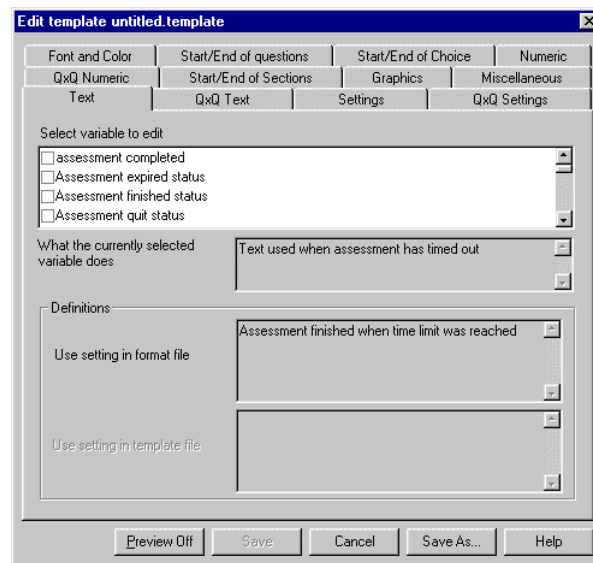 Edit template untitled.template
Font and Color
Start/End of questions
Start/End of Choice
Numeric
QxQ Numeric
Start/End of Sections
Graphics
Miscellaneous
Text
QxQ Text
Settings
QxQ Settings
Select variable to edit
assessment completed
Assessment expired status
Assessment finished status
Assessment quit status
What the currently selected
variable does
Text used when assessment has timed out
Definitions
Use setting in format file
Assessment finished when time limit was reached
Use setting in template file
Preview Off
Save
Cancel
Save As...
Help